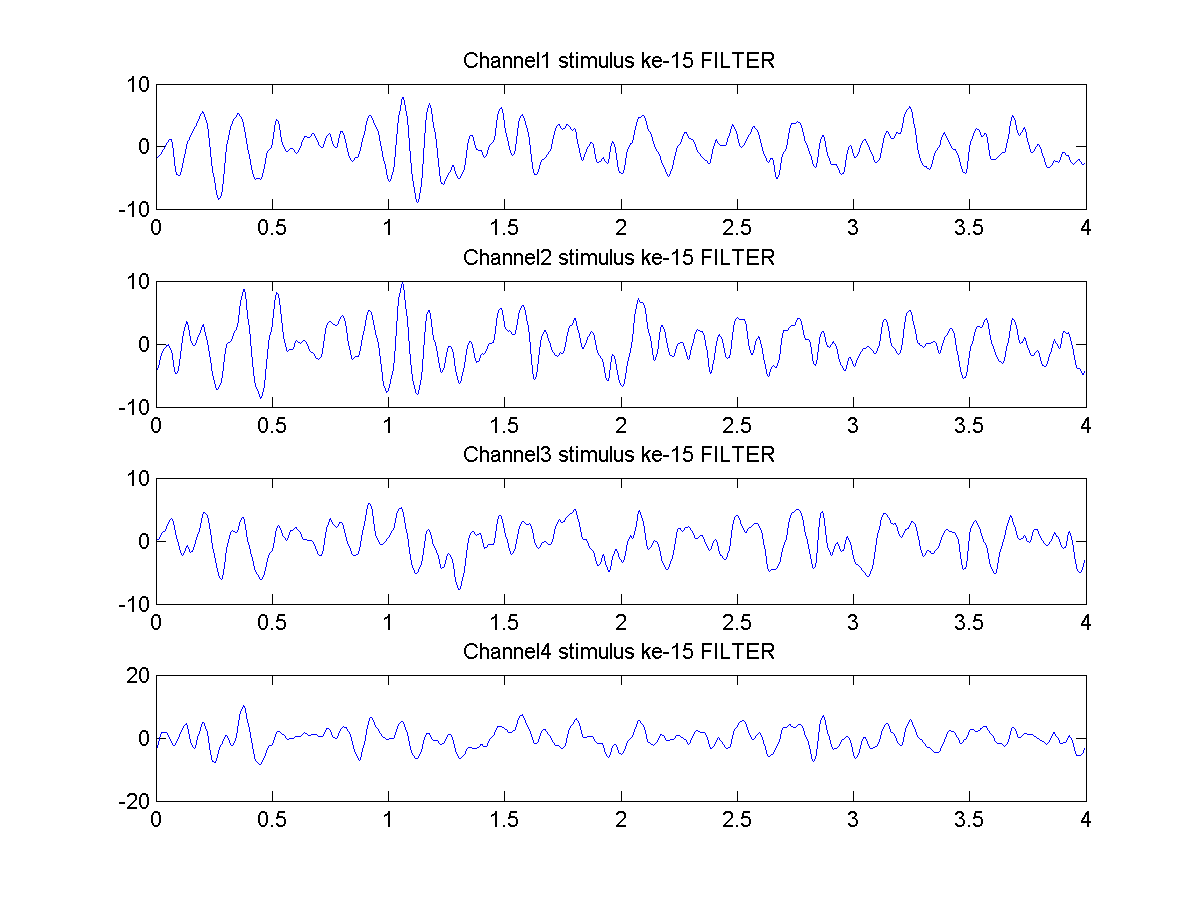 Channel1 stimulus ke-15 FILTER
10
0
-10
0 0.5 1 1.5 2 2.5 3 3.5 4
Channel2 stimulus ke-15 FILTER
10
0
-10
0 0.5 1 1.5 2 2.5 3 3.5 4
Channel3 stimulus ke-15 FILTER
10
0
-10
0 0.5 1 1.5 2 2.5 3 3.5 4
Channel4 stimulus ke-15 FILTER
20
0
-20
0 0.5 1 1.5 2 2.5 3 3.5 4